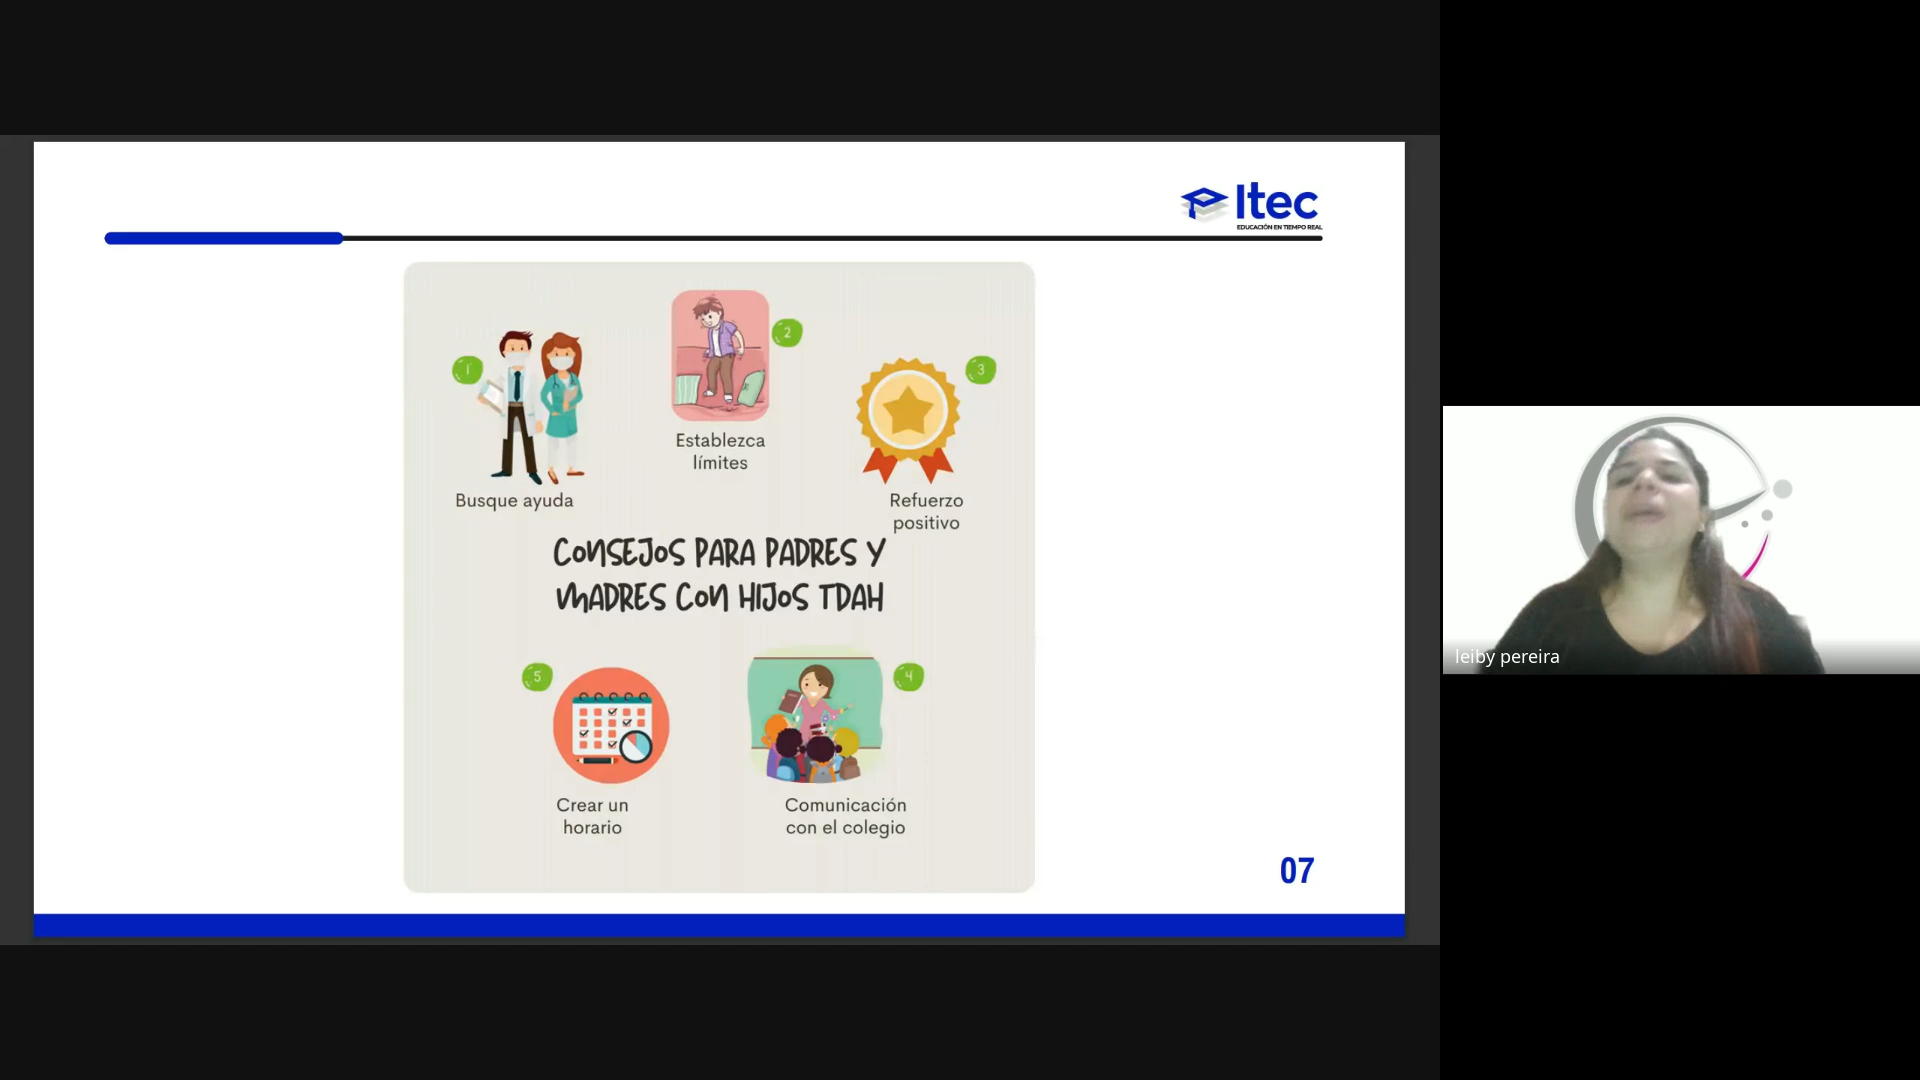 Itec
EDUCACIÓN EN TIEMPO REAL
1
2
3
Establezca
límites
Busque ayuda
Refuerzo
positivo
CONSEJOS PARA PADRES Y
MADRES CON HIJOS TDAH
5
4
Crear un
horario
Comunicación
con el colegio
07
leiby pereira